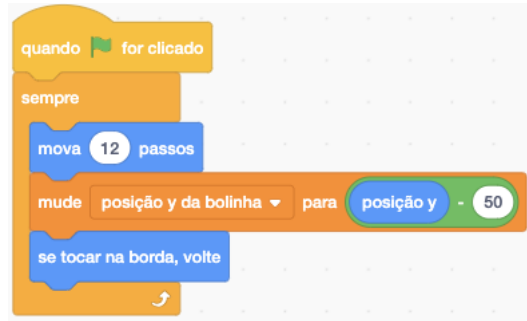 quando for clicado
sempre
mova 12 passos
mude posição y da bolinha para posição y - 50
se tocar na borda, volte